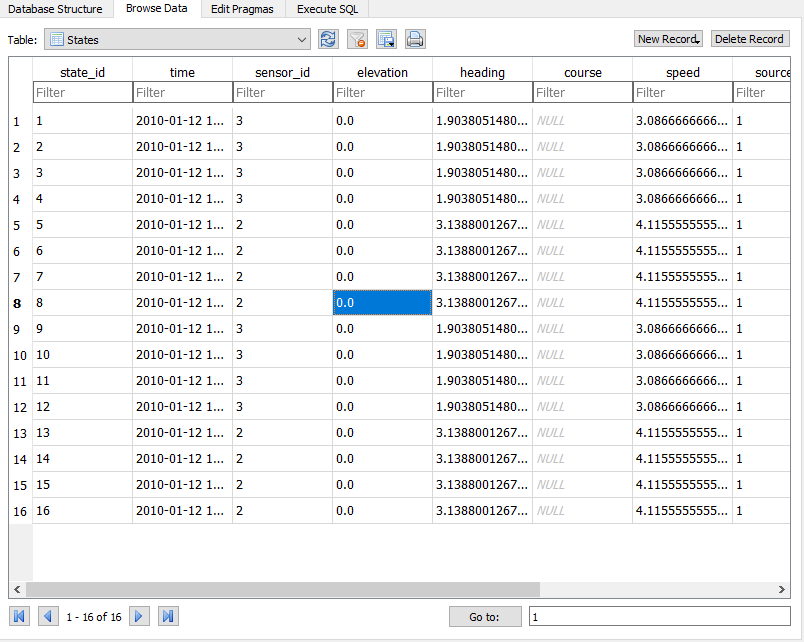 Database Structure Browse Data Edit Pragmas Execute SQL
Table: States New Record Delete Record
state_id time sensor_id elevation heading course speed source
Filter Filter Filter Filter Filter Filter Filter Filter
1 1 2010-01-12 1... 3 0.0 1.9038051480... NULL 3.0866666666... 1
2 2 2010-01-12 1... 3 0.0 1.9038051480... NULL 3.0866666666... 1
3 3 2010-01-12 1... 3 0.0 1.9038051480... NULL 3.0866666666... 1
4 4 2010-01-12 1... 3 0.0 1.9038051480... NULL 3.0866666666... 1
5 5 2010-01-12 1... 2 0.0 3.1388001267... NULL 4.1155555555... 1
6 6 2010-01-12 1... 2 0.0 3.1388001267... NULL 4.1155555555... 1
7 7 2010-01-12 1... 2 0.0 3.1388001267... NULL 4.1155555555... 1
8 8 2010-01-12 1... 2 0.0 3.1388001267... NULL 4.1155555555... 1
9 9 2010-01-12 1... 3 0.0 1.9038051480... NULL 3.0866666666... 1
10 10 2010-01-12 1... 3 0.0 1.9038051480... NULL 3.0866666666... 1
11 11 2010-01-12 1... 3 0.0 1.9038051480... NULL 3.0866666666... 1
12 12 2010-01-12 1... 3 0.0 1.9038051480... NULL 3.0866666666... 1
13 13 2010-01-12 1... 2 0.0 3.1388001267... NULL 4.1155555555... 1
14 14 2010-01-12 1... 2 0.0 3.1388001267... NULL 4.1155555555... 1
15 15 2010-01-12 1... 2 0.0 3.1388001267... NULL 4.1155555555... 1
16 16 2010-01-12 1... 2 0.0 3.1388001267... NULL 4.1155555555... 1
1 - 16 of 16 Go to: 1